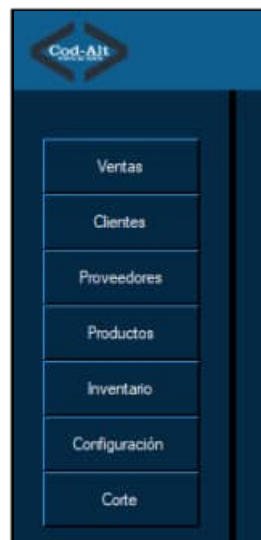 Cod-Alt
Ventas
Clientes
Proveedores
Productos
Inventario
Configuración
Corte